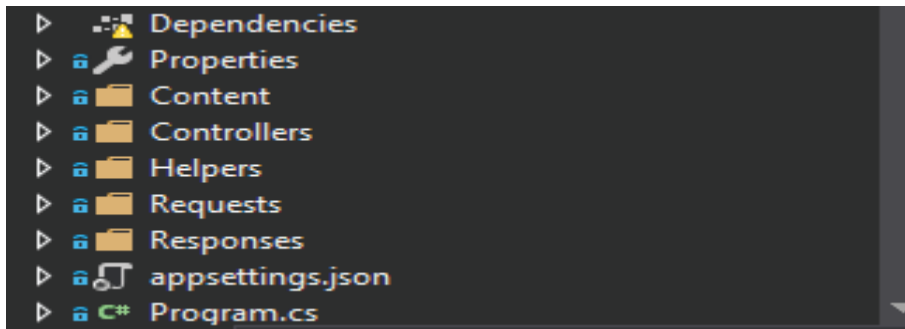 Dependencies
Properties
Content
Controllers
Helpers
Requests
Responses
appsettings.json
C# Program.cs